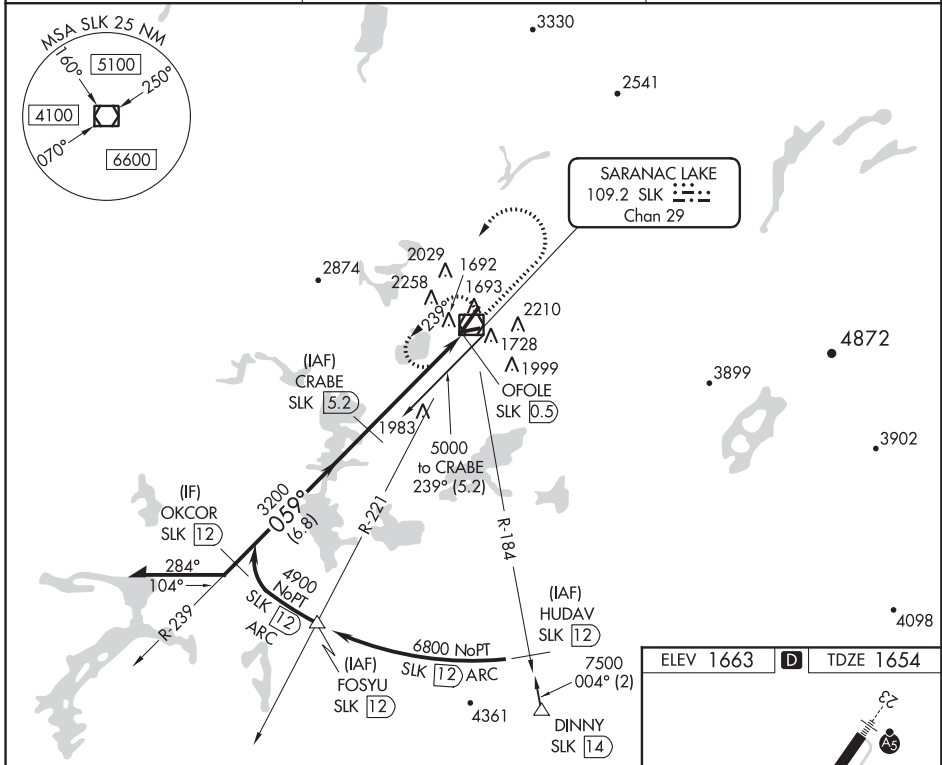 MSA SLK 25 NM
160°
5100
250°
4100
070°
6600
3330
2541
SARANAC LAKE
109.2 SLK
Chan 29
2874
2029
1692
2258
1693
239°
2210
1728
1999
4872
3899
3902
(IAF)
CRABE
SLK 5.2
OFOLE
SLK 0.5
1983
5000
to CRABE
239° (5.2)
(IF)
OKCOR
SLK 12
3200
059°
(6.8)
R-221
R-184
284°
104°
R-239
4900
NoPT
SLK 12
ARC
(IAF)
FOSYU
SLK 12
6800 NoPT
SLK 12 ARC
(IAF)
HUDAV
SLK 12
7500
004° (2)
4361
DINNY
SLK 14
4098
ELEV 1663 D TDZE 1654
23
A5